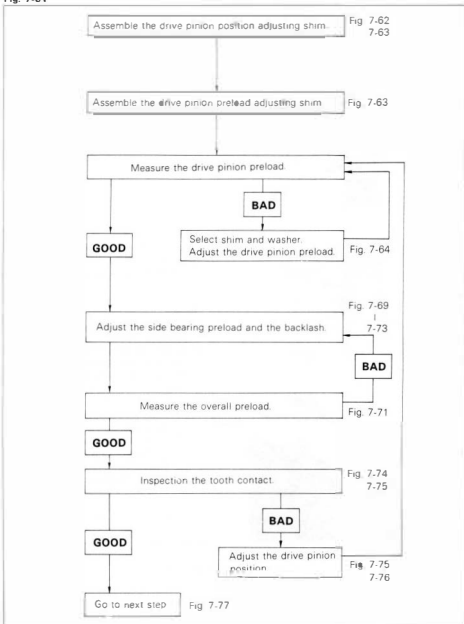 Assemble the drive pinion position adjusting shim.
Fig 7-62
7-63
Assemble the drive pinion preload adjusting shim
Fig. 7-63
Measure the drive pinion preload.
BAD
GOOD
Select shim and washer.
Adjust the drive pinion preload.
Fig. 7-64
Fig. 7-69
|
7-73
Adjust the side bearing preload and the backlash.
BAD
Measure the overall preload.
Fig. 7-71
GOOD
Inspection the tooth contact.
Fig. 7-74
7-75
BAD
GOOD
Adjust the drive pinion
position
Fig. 7-75
7-76
Go to next step
Fig 7-77